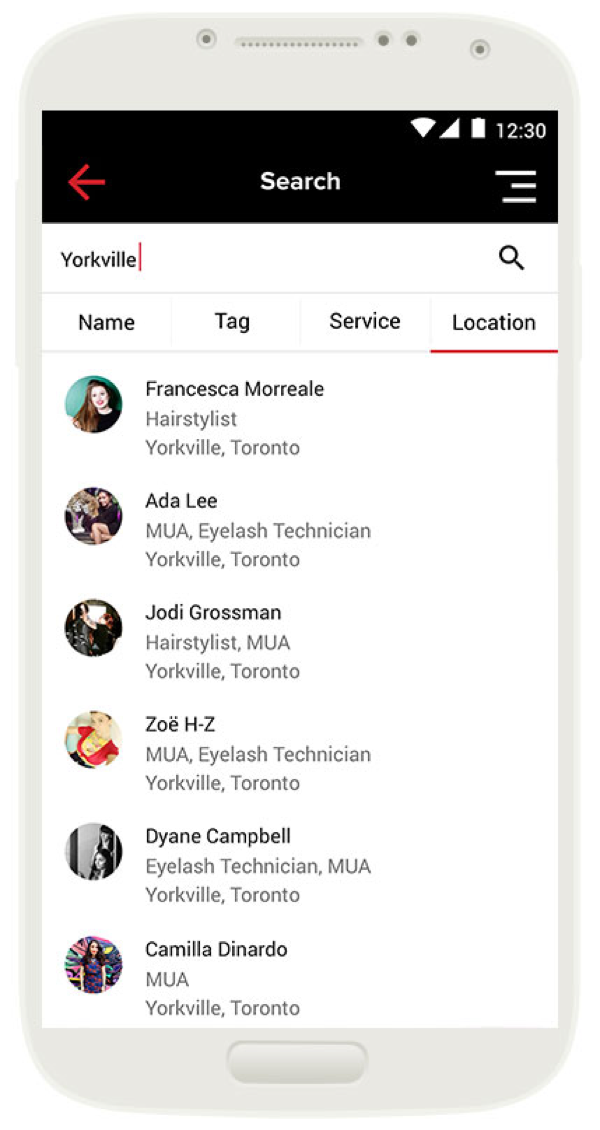 12:30
Search
Yorkville
Name Tag Service Location
Francesca Morreale
Hairstylist
Yorkville, Toronto
Ada Lee
MUA, Eyelash Technician
Yorkville, Toronto
Jodi Grossman
Hairstylist, MUA
Yorkville, Toronto
Zoë H-Z
MUA, Eyelash Technician
Yorkville, Toronto
Dyane Campbell
Eyelash Technician, MUA
Yorkville, Toronto
Camilla Dinardo
MUA
Yorkville, Toronto